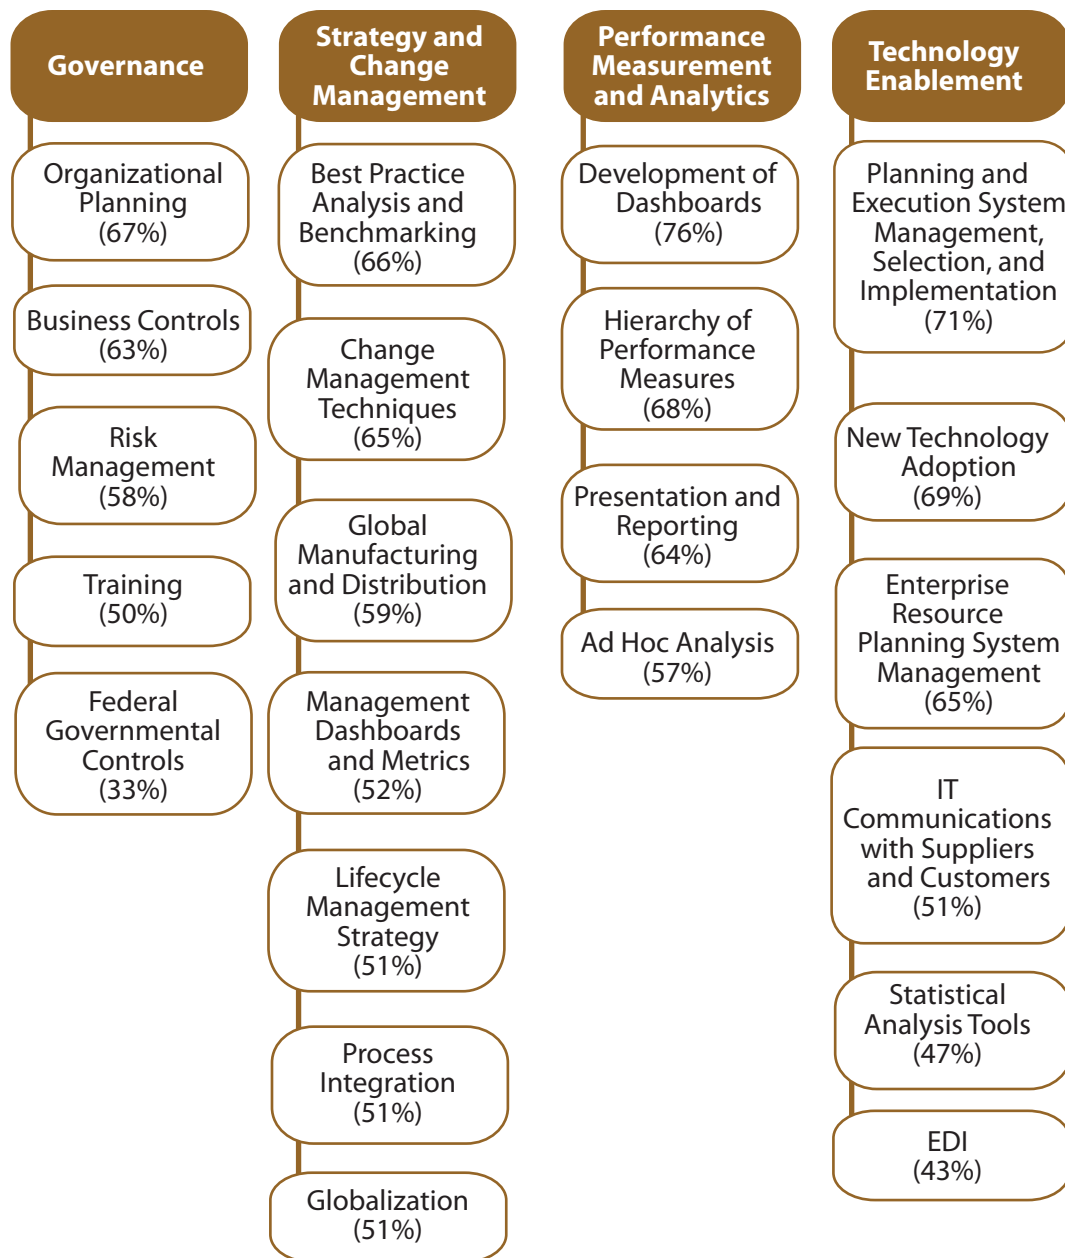 Governance
Organizational
Planning
(67%)
Business Controls
(63%)
Risk
Management
(58%)
Training
(50%)
Federal
Governmental
Controls
(33%)
Strategy and
Change
Management
Best Practice
Analysis and
Benchmarking
(66%)
Change
Management
Techniques
(65%)
Global
Manufacturing
and Distribution
(59%)
Management
Dashboards
and Metrics
(52%)
Lifecycle
Management
Strategy
(51%)
Process
Integration
(51%)
Globalization
(51%)
Performance
Measurement
and Analytics
Development of
Dashboards
(76%)
Hierarchy of
Performance
Measures
(68%)
Presentation and
Reporting
(64%)
Ad Hoc Analysis
(57%)
Technology
Enablement
Planning and
Execution System
Management,
Selection, and
Implementation
(71%)
New Technology
Adoption
(69%)
Enterprise
Resource
Planning System
Management
(65%)
IT
Communications
with Suppliers
and Customers
(51%)
Statistical
Analysis Tools
(47%)
EDI
(43%)